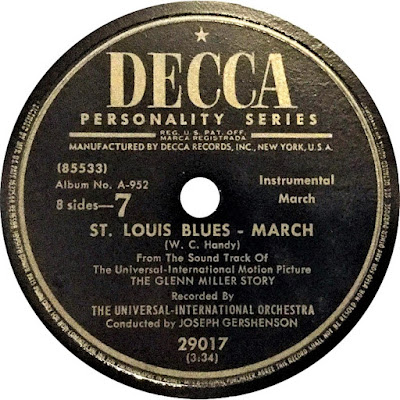 DECCA
PERSONALITY SERIES
REG. U.S. PAT. OFF.
MARCA REGISTRADA
MANUFACTURED BY DECCA RECORDS, INC., NEW YORK, U.S.A.
(85533)
Album No. A-952
8 sides—7
Instrumental
March
ST. LOUIS BLUES - MARCH
(W. C. Handy)
From The Sound Track Of
The Universal-International Motion Picture
THE GLENN MILLER STORY
Recorded By
THE UNIVERSAL-INTERNATIONAL ORCHESTRA
Conducted by JOSEPH GERSHENSON
29017
(3:34)